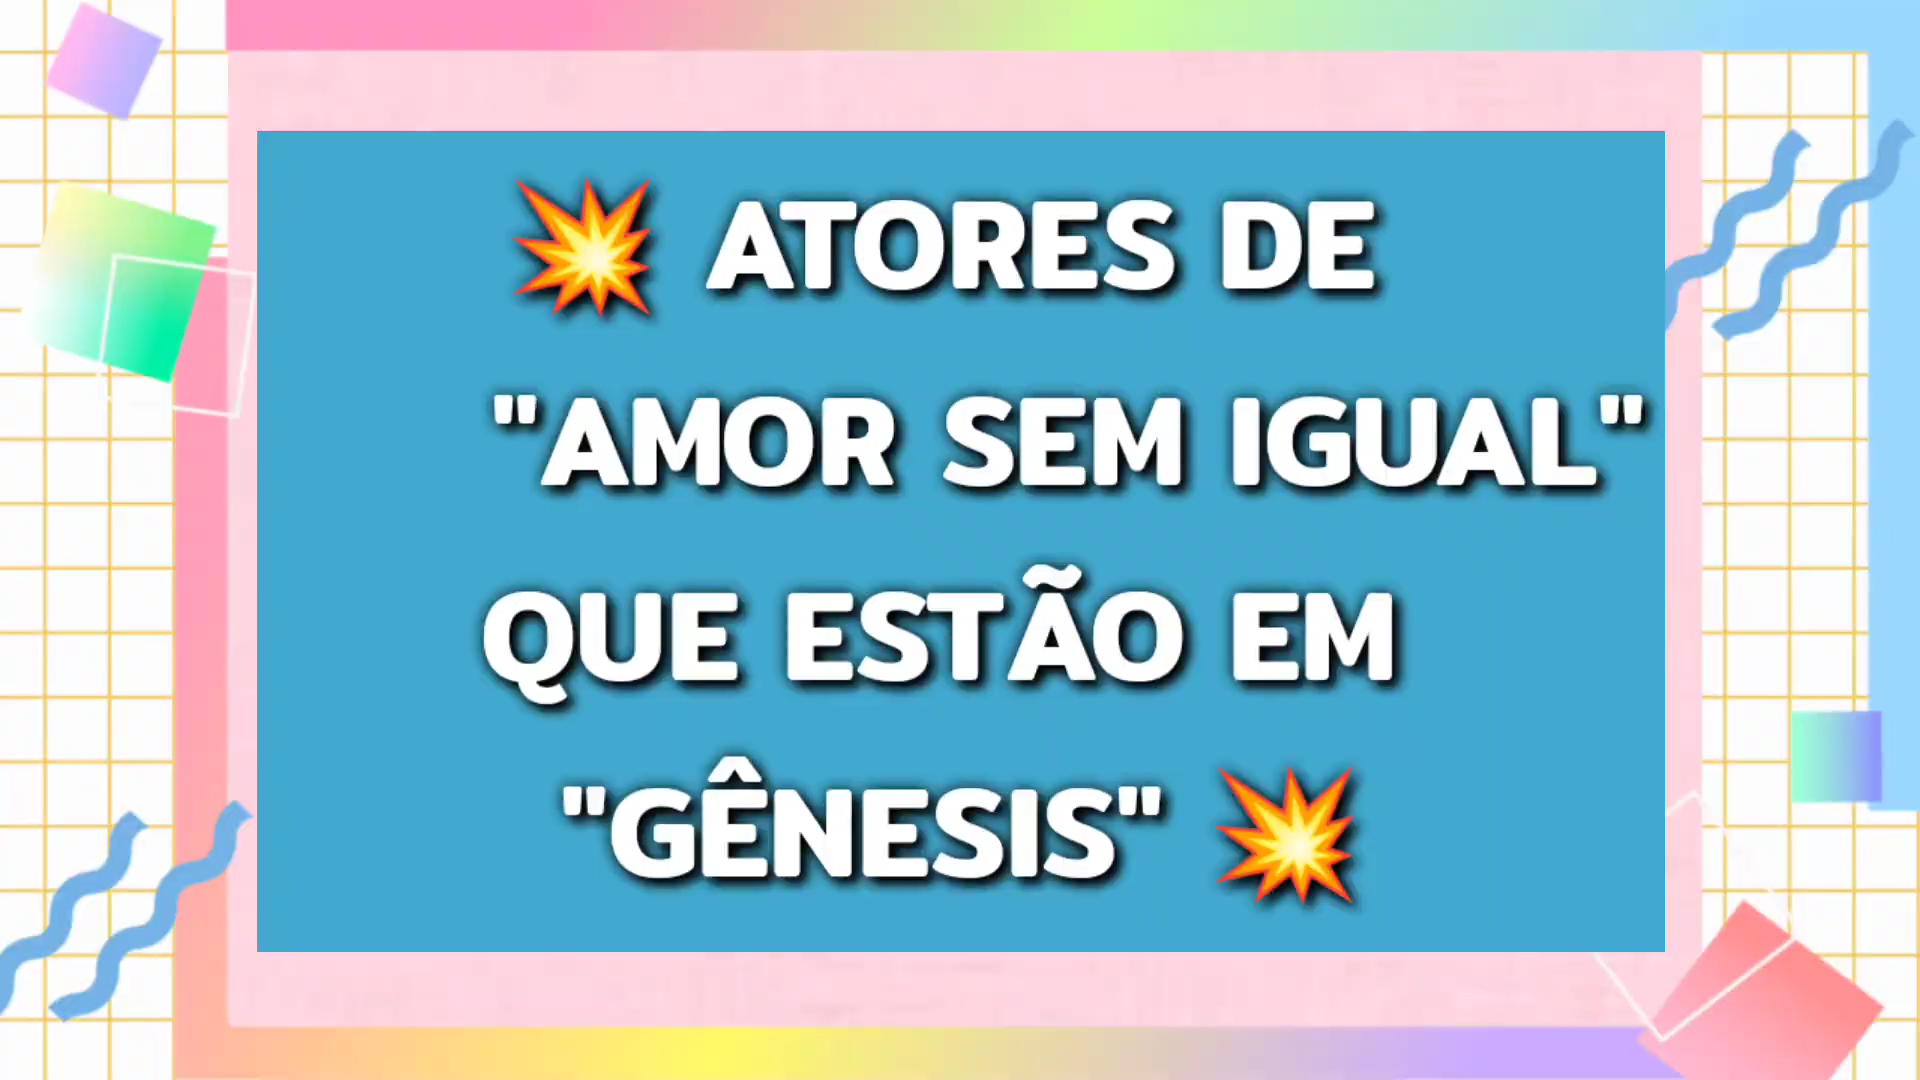 💥 ATORES DE
"AMOR SEM IGUAL"
QUE ESTÃO EM
"GÊNESIS" 💥